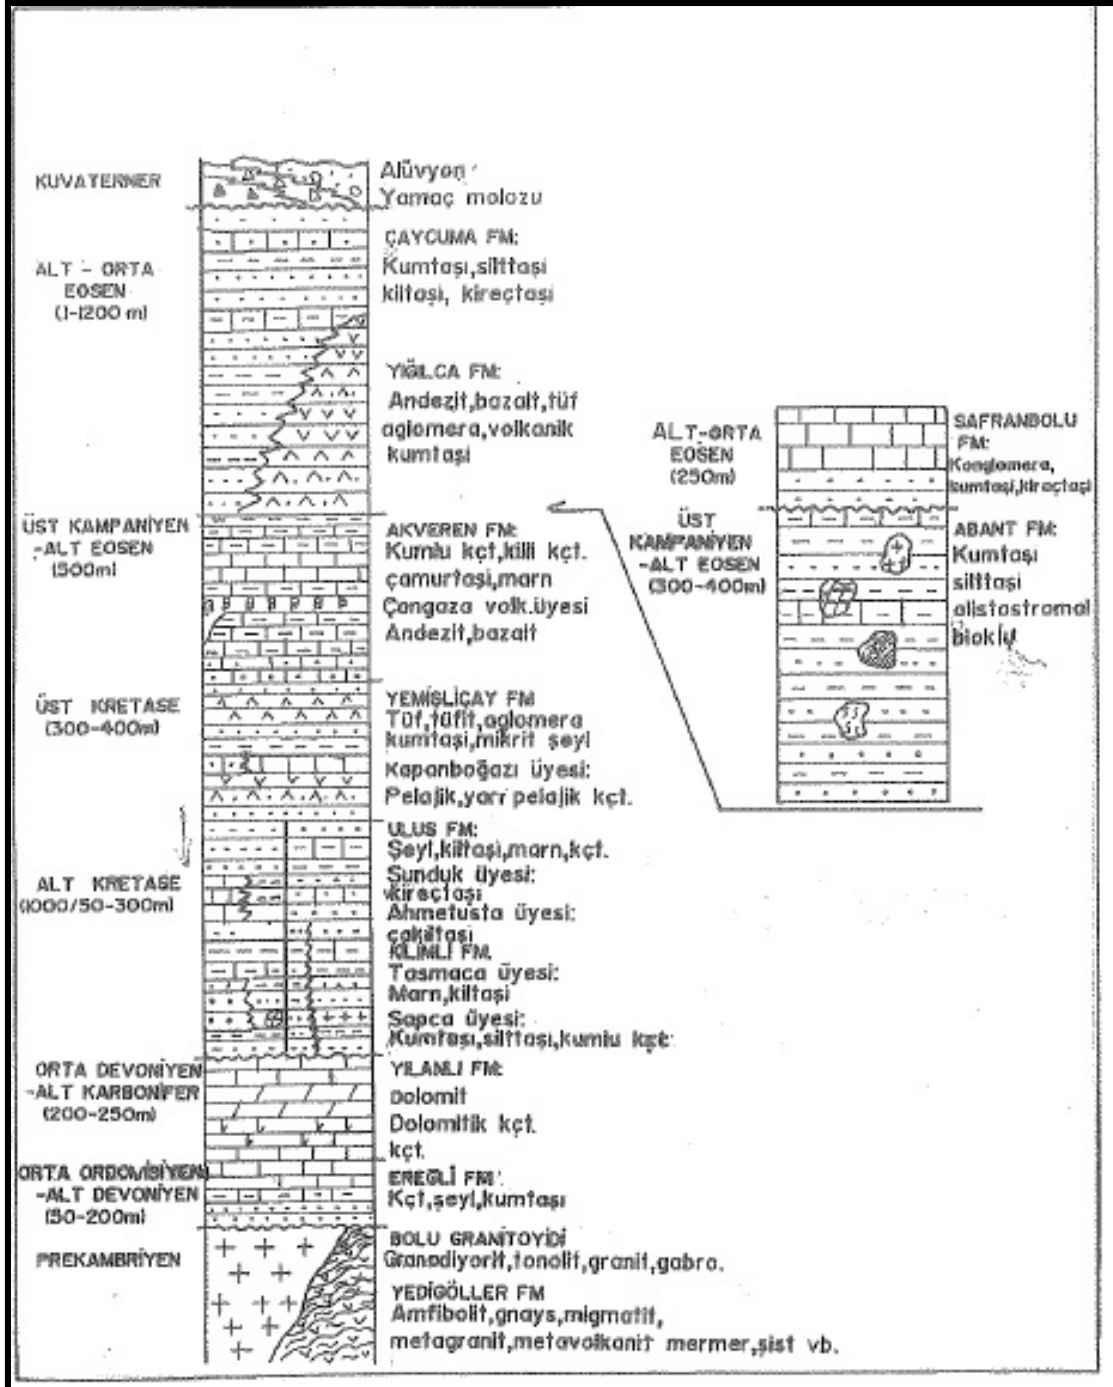 KUVATERNER
Alüvyon
Yamaç molozu
ALT - ORTA
EOSEN
(1-1200 m)
ÇAYCUMA FM:
Kumtaşı,silttaşı
kiltaşı, kireçtaşı
YIĞILCA FM:
Andezit,bazalt,tüf
aglomera,volkanik
kumtaşı
ÜST KAMPANİYEN
-ALT EOSEN
(500m)
AKVEREN FM:
Kumlu kçt,killi kçt.
çamurtaşı,marn
Çangaza volk.üyesi
Andezit,bazalt
ÜST KRETASE
(300-400m)
YEMİŞLİÇAY FM
Tüf,tüfit,aglomera
kumtaşı,mikrit şeyl
Kapanboğazı üyesi:
Pelajik,yarı pelajik kçt.
ALT KRETASE
(1000/50-300m)
ULUS FM:
Şeyl,kiltaşı,marn,kçt.
Sunduk üyesi:
kireçtaşı
Ahmetusta üyesi:
çakıltaşı
KİLİMLİ FM.
Tasmaca üyesi:
Marn,kiltaşı
Sapca üyesi:
Kumtaşı,silttaşı,kumlu kçt
ORTA DEVONİYEN
-ALT KARBONİFER
(200-250m)
YILANLI FM:
Dolomit
Dolomitik kçt.
kçt.
ORTA ORDOVİSİYEN
-ALT DEVONİYEN
(50-200m)
EREĞLİ FM
Kçt,şeyl,kumtaşı
PREKAMBRİYEN
BOLU GRANİTOYİDİ
Granodiyorit,tonolit,granit,gabro.
YEDİGÖLLER FM
Amfibolit,gnays,migmatit,
metagranit,metavolkanit mermer,şist vb.
ALT-ORTA
EOSEN
(250m)
SAFRANBOLU
FM:
Konglomera,
kumtaşı,kireçtaşı
ÜST
KAMPANİYEN
-ALT EOSEN
(300-400m)
ABANT FM:
Kumtaşı
silttaşı
olistostromal
bloklu